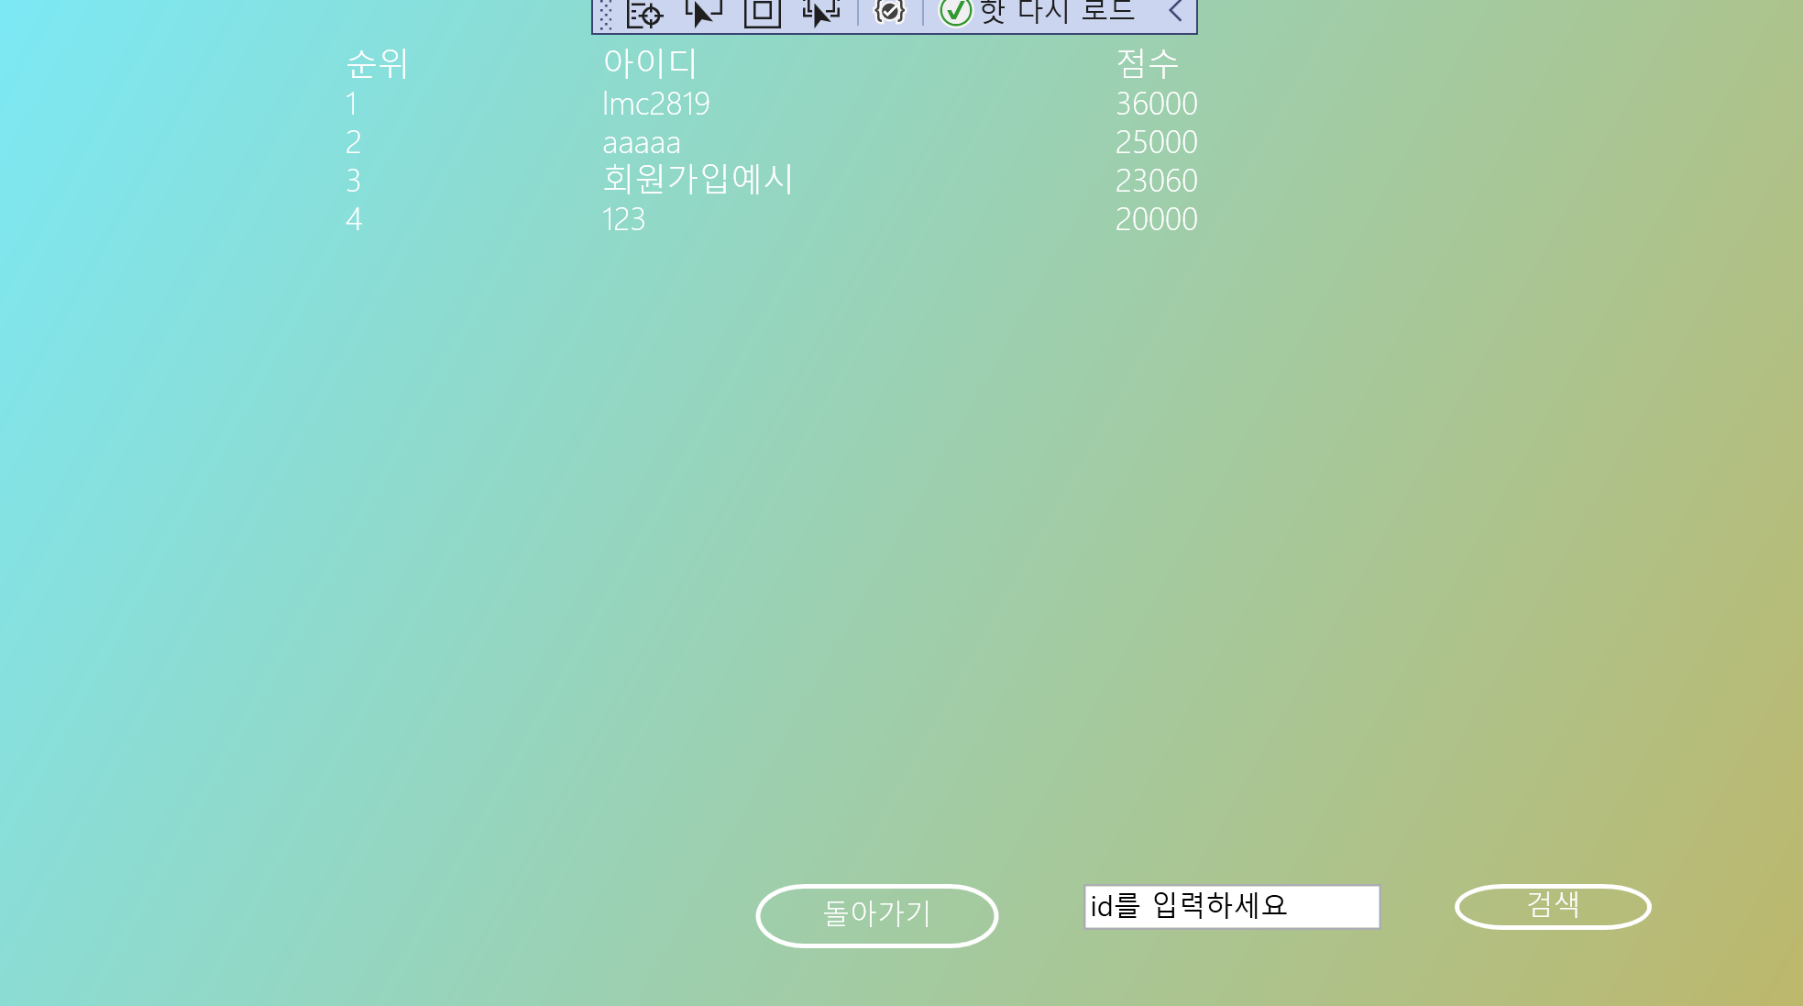 핫 다시 로드
순위 아이디 점수
1 lmc2819 36000
2 aaaaa 25000
3 회원가입예시 23060
4 123 20000
돌아가기 id를 입력하세요 검색